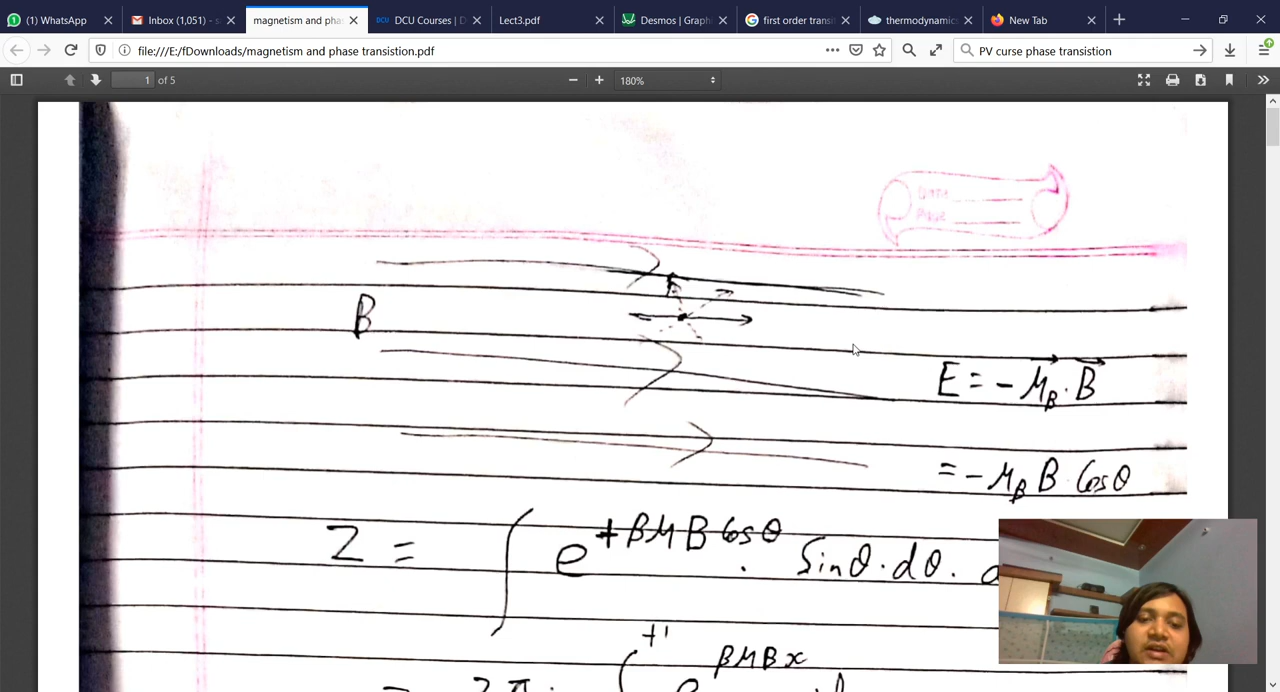 (1) WhatsApp
Inbox (1,051) - s
magnetism and pha
DCU Courses | D
Lect3.pdf
Desmos | Graph
first order transi
thermodynamic
New Tab
file:///E:/fDownloads/magnetism and phase transistion.pdf
PV curse phase transistion
1 of 5
180%
Date
B
E = - μB · B
= - μB B Cosθ
Z = ∫ e^+βμB Cosθ · Sinθ · dθ ·
+1
βμBx